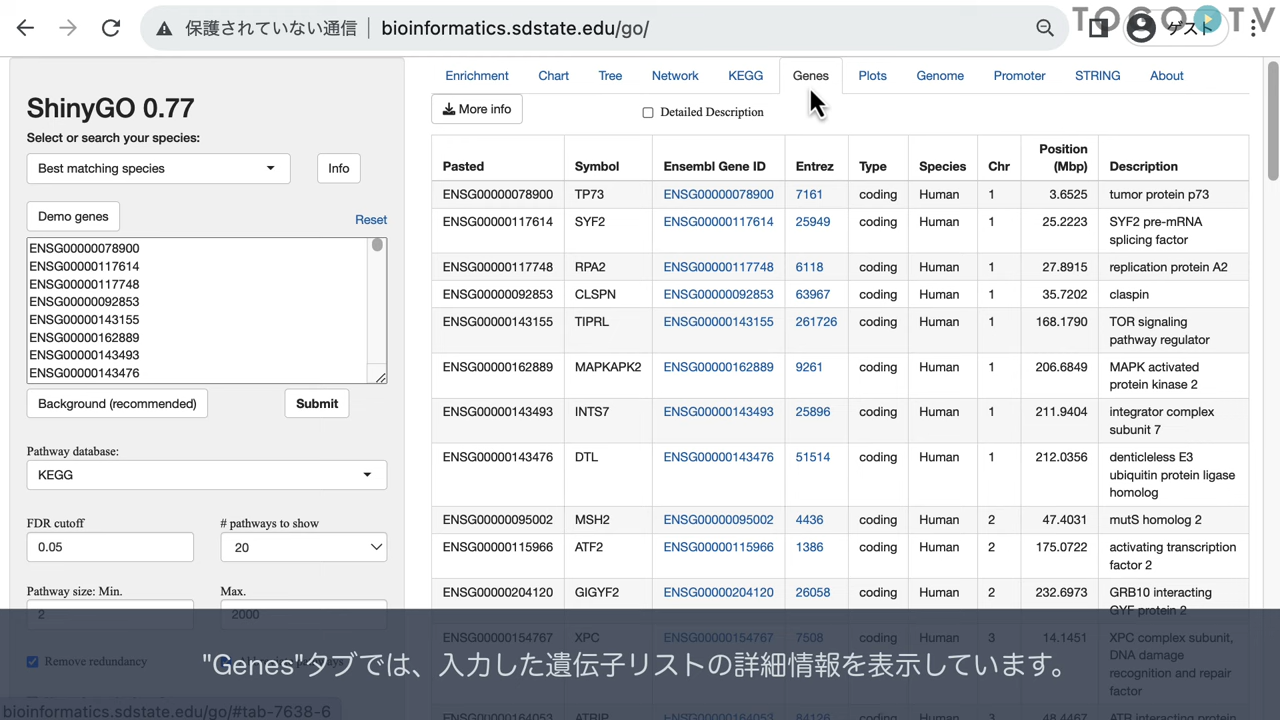 保護されていない通信
bioinformatics.sdstate.edu/go/
ゲスト
TOGO TV
ShinyGO 0.77
Select or search your species:
Best matching species
Info
Demo genes
Reset
ENSG00000078900
ENSG00000117614
ENSG00000117748
ENSG00000092853
ENSG00000143155
ENSG00000162889
ENSG00000143493
ENSG00000143476
Background (recommended)
Submit
Pathway database:
KEGG
FDR cutoff # pathways to show
0.05 20
Pathway size: Min. Max.
2 2000
Remove redundancy
Enrichment Chart Tree Network KEGG Genes Plots Genome Promoter STRING About
More info Detailed Description
Pasted Symbol Ensembl Gene ID Entrez Type Species Chr Position (Mbp) Description
ENSG00000078900 TP73 ENSG00000078900 7161 coding Human 1 3.6525 tumor protein p73
ENSG00000117614 SYF2 ENSG00000117614 25949 coding Human 1 25.2223 SYF2 pre-mRNA
splicing factor
ENSG00000117748 RPA2 ENSG00000117748 6118 coding Human 1 27.8915 replication protein A2
ENSG00000092853 CLSPN ENSG00000092853 63967 coding Human 1 35.7202 claspin
ENSG00000143155 TIPRL ENSG00000143155 261726 coding Human 1 168.1790 TOR signaling
pathway regulator
ENSG00000162889 MAPKAPK2 ENSG00000162889 9261 coding Human 1 206.6849 MAPK activated
protein kinase 2
ENSG00000143493 INTS7 ENSG00000143493 25896 coding Human 1 211.9404 integrator complex
subunit 7
ENSG00000143476 DTL ENSG00000143476 51514 coding Human 1 212.0356 denticleless E3
ubiquitin protein ligase
homolog
ENSG00000095002 MSH2 ENSG00000095002 4436 coding Human 2 47.4031 mutS homolog 2
ENSG00000115966 ATF2 ENSG00000115966 1386 coding Human 2 175.0722 activating transcription
factor 2
ENSG00000204120 GIGYF2 ENSG00000204120 26058 coding Human 2 232.6973 GRB10 interacting
GYF protein 2
ENSG00000154767 XPC ENSG00000154767 7508 coding Human 3 14.1451 XPC complex subunit,
DNA damage
recognition and repair
factor
ENSG00000164053 ATRIP ENSG00000164053 84126 coding Human 3 48.4467 ATR interacting protein
"Genes"タブでは、入力した遺伝子リストの詳細情報を表示しています。
bioinformatics.sdstate.edu/go/#tab-7638-6